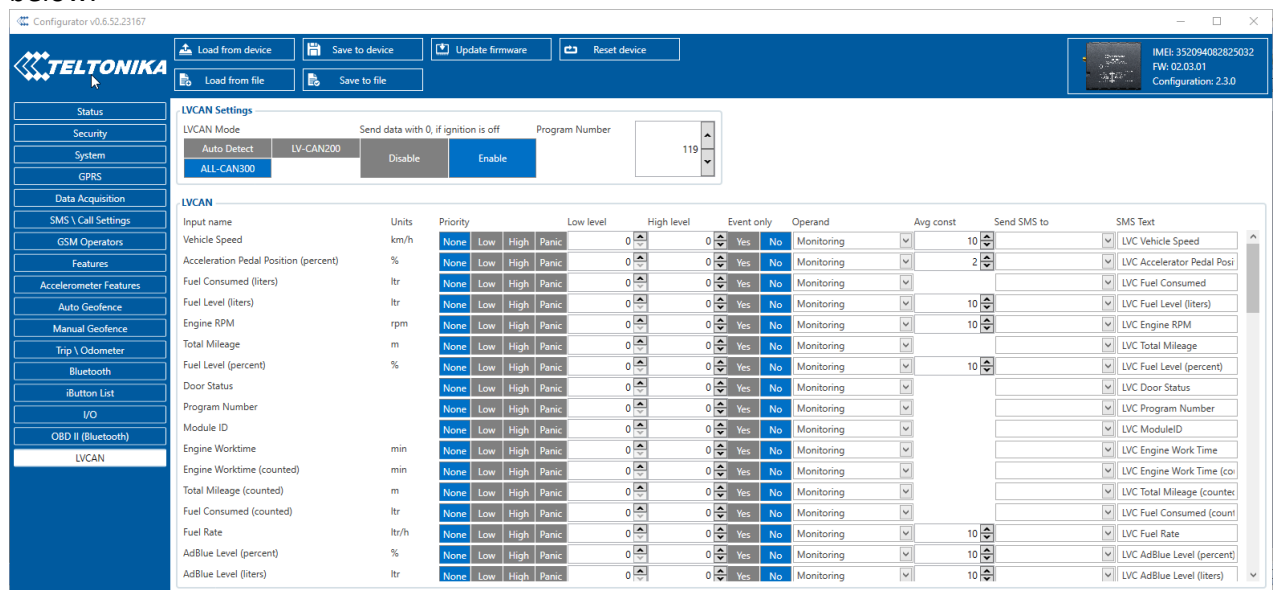 Configurator v0.6.52.23167
TELTONIKA
Load from device Save to device Update firmware Reset device
Load from file Save to file
IMEI: 352094082825032
FW: 02.03.01
Configuration: 2.3.0
Status
Security
System
GPRS
Data Acquisition
SMS \ Call Settings
GSM Operators
Features
Accelerometer Features
Auto Geofence
Manual Geofence
Trip \ Odometer
Bluetooth
iButton List
I/O
OBD II (Bluetooth)
LVCAN
LVCAN Settings
LVCAN Mode Send data with 0, if ignition is off Program Number
Auto Detect LV-CAN200 Disable Enable 119
ALL-CAN300
LVCAN
Input name Units Priority Low level High level Event only Operand Avg const Send SMS to SMS Text
Vehicle Speed km/h None Low High Panic 0 0 Yes No Monitoring 10 LVC Vehicle Speed
Acceleration Pedal Position (percent) % None Low High Panic 0 0 Yes No Monitoring 2 LVC Accelerator Pedal Posi
Fuel Consumed (liters) ltr None Low High Panic 0 0 Yes No Monitoring LVC Fuel Consumed
Fuel Level (liters) ltr None Low High Panic 0 0 Yes No Monitoring 10 LVC Fuel Level (liters)
Engine RPM rpm None Low High Panic 0 0 Yes No Monitoring 10 LVC Engine RPM
Total Mileage m None Low High Panic 0 0 Yes No Monitoring LVC Total Mileage
Fuel Level (percent) % None Low High Panic 0 0 Yes No Monitoring 10 LVC Fuel Level (percent)
Door Status None Low High Panic 0 0 Yes No Monitoring LVC Door Status
Program Number None Low High Panic 0 0 Yes No Monitoring LVC Program Number
Module ID None Low High Panic 0 0 Yes No Monitoring LVC ModuleID
Engine Worktime min None Low High Panic 0 0 Yes No Monitoring LVC Engine Work Time
Engine Worktime (counted) min None Low High Panic 0 0 Yes No Monitoring LVC Engine Work Time (cou
Total Mileage (counted) m None Low High Panic 0 0 Yes No Monitoring LVC Total Mileage (countec
Fuel Consumed (counted) ltr None Low High Panic 0 0 Yes No Monitoring LVC Fuel Consumed (count
Fuel Rate ltr/h None Low High Panic 0 0 Yes No Monitoring 10 LVC Fuel Rate
AdBlue Level (percent) % None Low High Panic 0 0 Yes No Monitoring 10 LVC AdBlue Level (percent)
AdBlue Level (liters) ltr None Low High Panic 0 0 Yes No Monitoring 10 LVC AdBlue Level (liters)